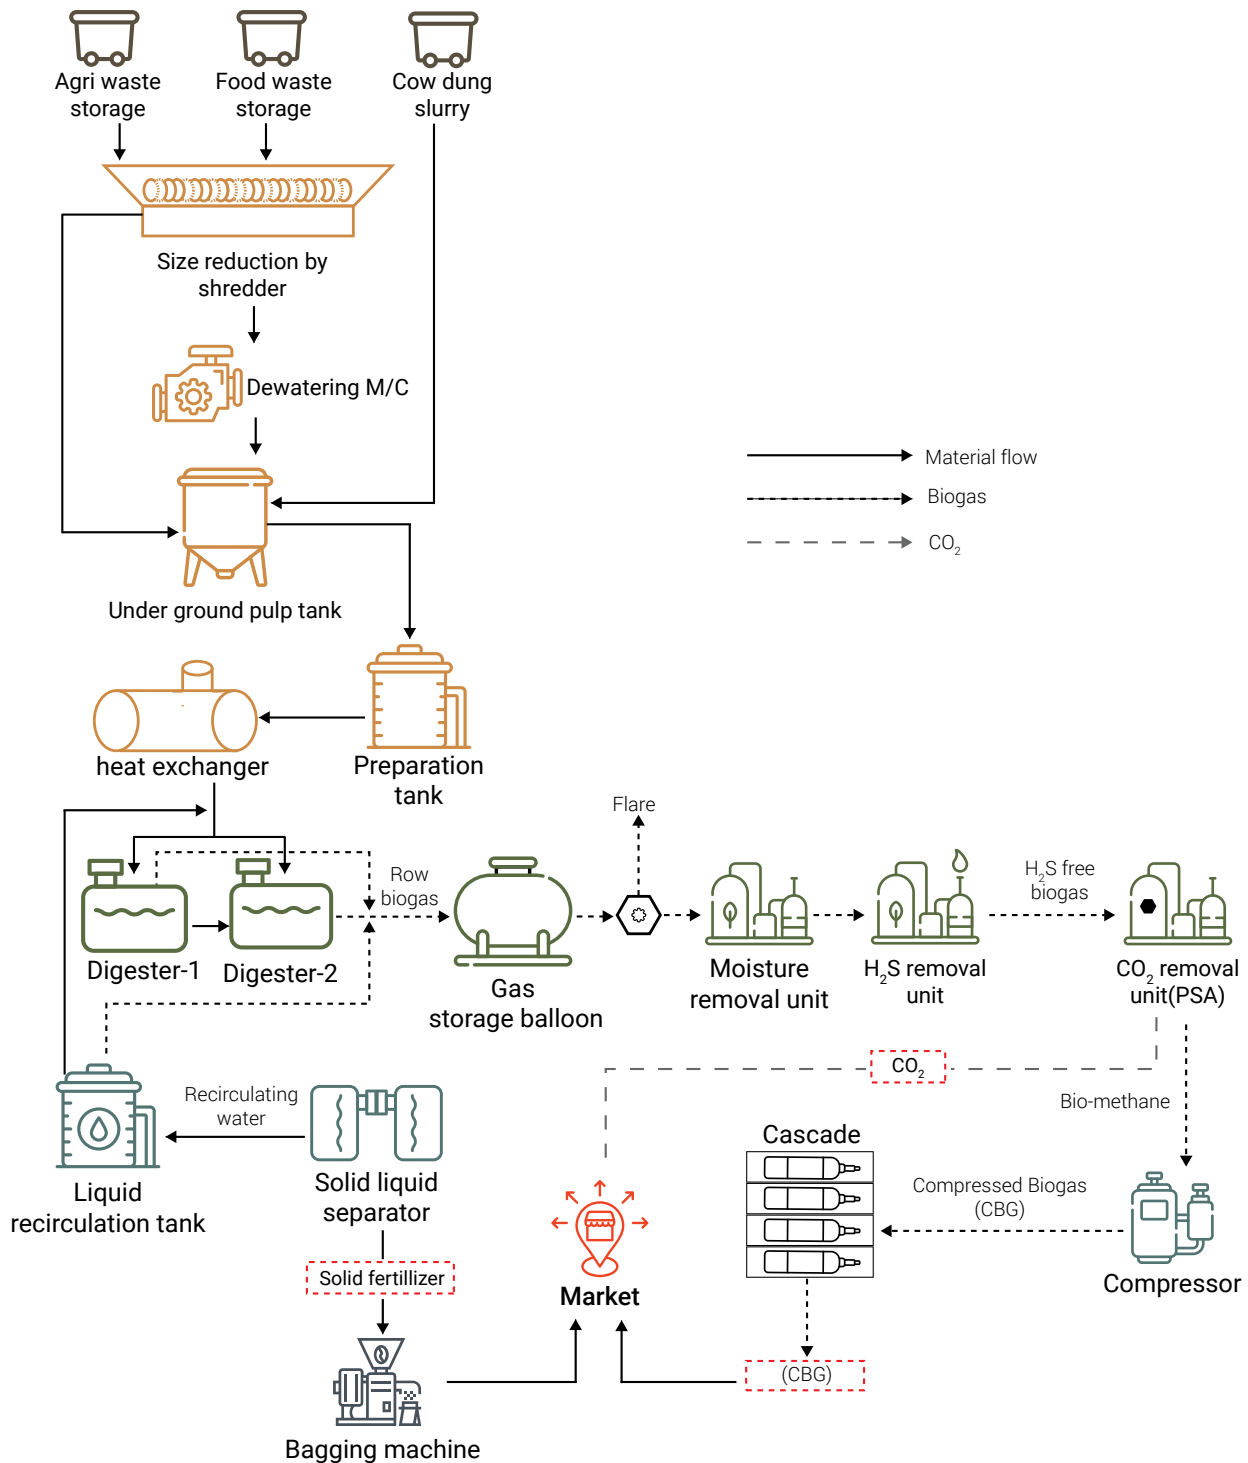 Agri waste
storage
Food waste
storage
Cow dung
slurry
Size reduction by
shredder
Dewatering M/C
Material flow
Biogas
CO₂
Under ground pulp tank
heat exchanger
Preparation
tank
Flare
Row
biogas
H₂S free
biogas
Digester-1
Digester-2
Gas
storage balloon
Moisture
removal unit
H₂S removal
unit
CO₂ removal
unit(PSA)
CO₂
Recirculating
water
Bio-methane
Cascade
Liquid
recirculation tank
Solid liquid
separator
Compressed Biogas
(CBG)
Solid fertillizer
Market
Compressor
(CBG)
Bagging machine